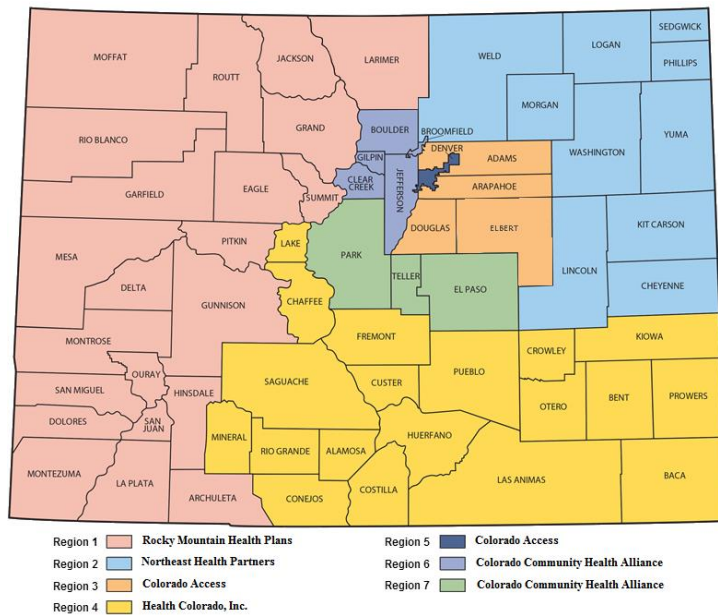 SEDGWICK
MOFFAT
JACKSON
LARIMER
WELD
LOGAN
ROUTT
PHILLIPS
MORGAN
RIO BLANCO
GRAND
BOULDER
BROOMFIELD
YUMA
WASHINGTON
GILPIN
DENVER
ADAMS
CLEAR
CREEK
JEFFERSON
GARFIELD
EAGLE
SUMMIT
ARAPAHOE
DOUGLAS
ELBERT
KIT CARSON
MESA
PITKIN
LAKE
PARK
LINCOLN
TELLER
EL PASO
CHEYENNE
DELTA
GUNNISON
CHAFFEE
MONTROSE
FREMONT
CROWLEY
KIOWA
OURAY
SAGUACHE
PUEBLO
SAN MIGUEL
HINSDALE
CUSTER
OTERO
BENT
PROWERS
DOLORES
SAN
JUAN
MINERAL
HUERFANO
RIO GRANDE
ALAMOSA
MONTEZUMA
LA PLATA
ARCHULETA
CONEJOS
COSTILLA
LAS ANIMAS
BACA
Region 1 Rocky Mountain Health Plans
Region 2 Northeast Health Partners
Region 3 Colorado Access
Region 4 Health Colorado, Inc.
Region 5 Colorado Access
Region 6 Colorado Community Health Alliance
Region 7 Colorado Community Health Alliance